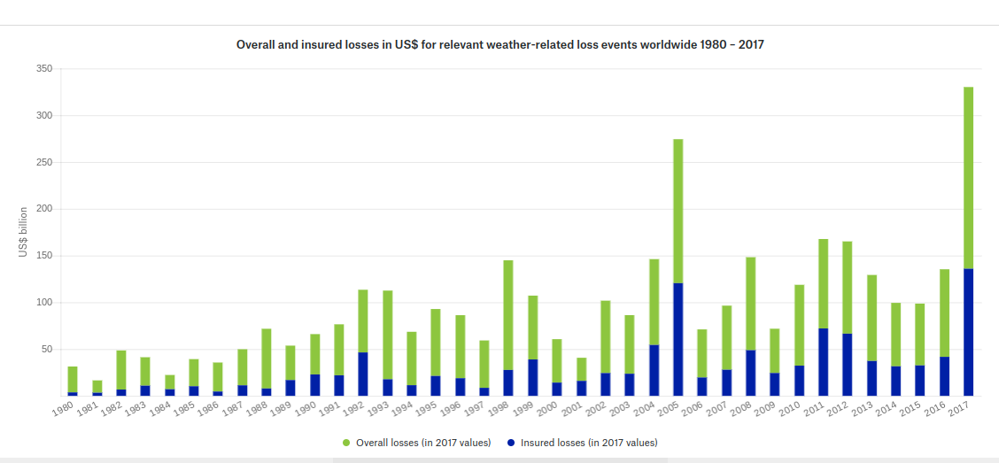 Overall and insured losses in US$ for relevant weather-related loss events worldwide 1980 – 2017
350
300
250
200
150
100
50
US$ billion
1980 1981 1982 1983 1984 1985 1986 1987 1988 1989 1990 1991 1992 1993 1994 1995 1996 1997 1998 1999 2000 2001 2002 2003 2004 2005 2006 2007 2008 2009 2010 2011 2012 2013 2014 2015 2016 2017
Overall losses (in 2017 values) Insured losses (in 2017 values)